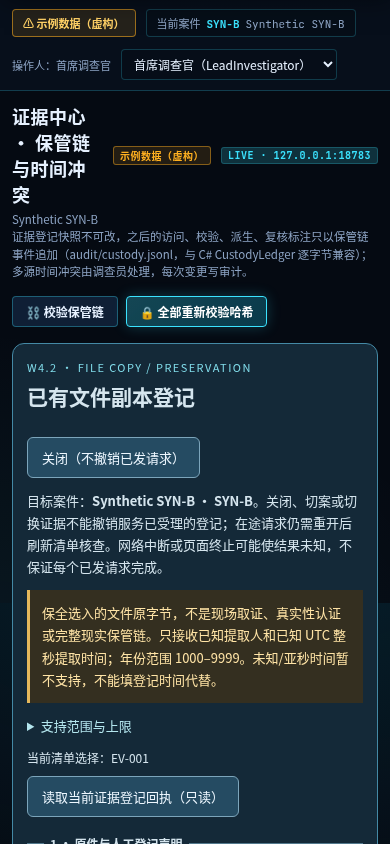 ⚠ 示例数据（虚构）
当前案件 SYN-B Synthetic SYN-B
操作人：首席调查官
首席调查官（LeadInvestigator）
证据中心
· 保管链
与时间冲
突
示例数据（虚构）
LIVE · 127.0.0.1:18783
Synthetic SYN-B
证据登记快照不可改，之后的访问、校验、派生、复核标注只以保管链
事件追加（audit/custody.jsonl，与 C# CustodyLedger 逐字节兼容）；
多源时间冲突由调查员处理，每次变更写审计。
⛓ 校验保管链
🔒 全部重新校验哈希
W4.2 · FILE COPY / PRESERVATION
已有文件副本登记
关闭（不撤销已发请求）
目标案件：Synthetic SYN-B · SYN-B。关闭、切案或切
换证据不能撤销服务已受理的登记；在途请求仍需重开后
刷新清单核查。网络中断或页面终止可能使结果未知，不
保证每个已发请求完成。
保全选入的文件原字节，不是现场取证、真实性认证
或完整现实保管链。只接收已知提取人和已知 UTC 整
秒提取时间；年份范围 1000–9999。未知/亚秒时间暂
不支持，不能填登记时间代替。
▶ 支持范围与上限
当前清单选择：EV-001
读取当前证据登记回执（只读）
1 · 原件与人工登记声明